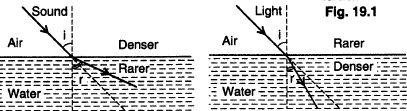 Sound
Light
Fig. 19.1
i
i
Air
Denser
Air
Rarer
Rarer
Denser
r
r
Water
Water